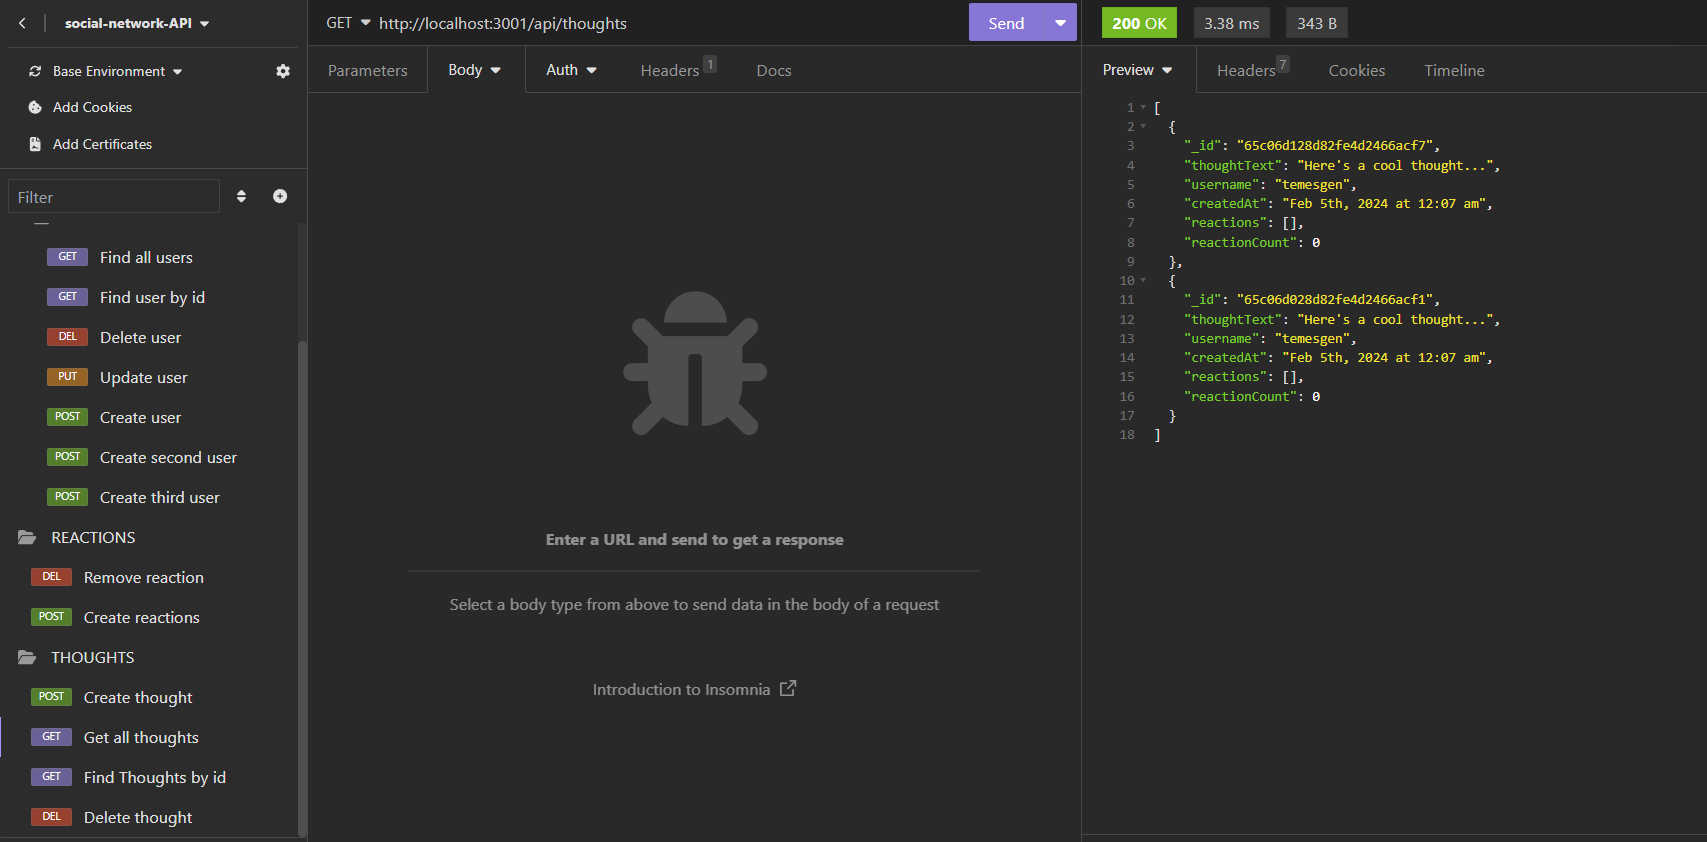 social-network-API
Base Environment
Add Cookies
Add Certificates
Filter
GET Find all users
GET Find user by id
DEL Delete user
PUT Update user
POST Create user
POST Create second user
POST Create third user
REACTIONS
DEL Remove reaction
POST Create reactions
THOUGHTS
POST Create thought
GET Get all thoughts
GET Find Thoughts by id
DEL Delete thought
GET http://localhost:3001/api/thoughts Send
Parameters Body Auth Headers 1 Docs
Enter a URL and send to get a response
Select a body type from above to send data in the body of a request
Introduction to Insomnia
200 OK 3.38 ms 343 B
Preview Headers 7 Cookies Timeline
1 [
2 {
3 "_id": "65c06d128d82fe4d2466acf7",
4 "thoughtText": "Here's a cool thought...",
5 "username": "temesgen",
6 "createdAt": "Feb 5th, 2024 at 12:07 am",
7 "reactions": [],
8 "reactionCount": 0
9 },
10 {
11 "_id": "65c06d028d82fe4d2466acf1",
12 "thoughtText": "Here's a cool thought...",
13 "username": "temesgen",
14 "createdAt": "Feb 5th, 2024 at 12:07 am",
15 "reactions": [],
16 "reactionCount": 0
17 }
18 ]